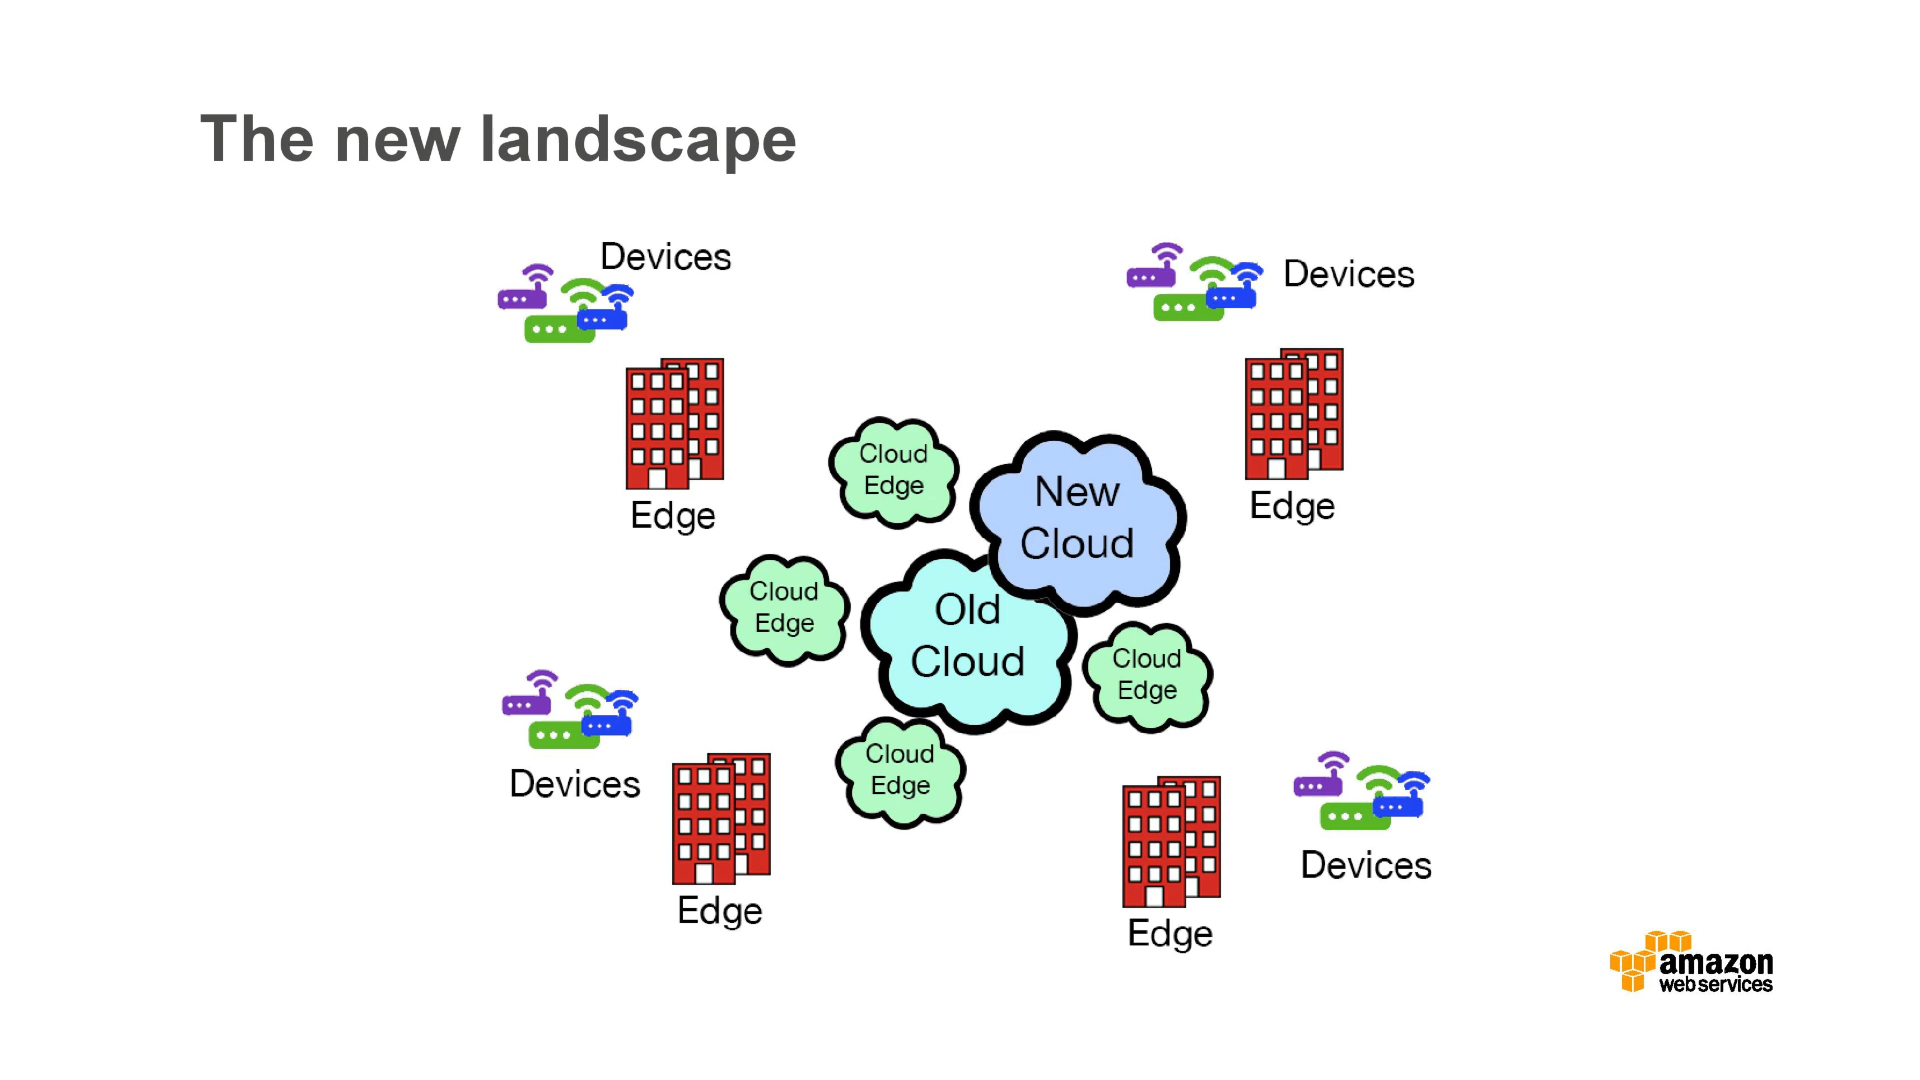 The new landscape
Devices
Devices
Edge
Edge
Cloud
Edge
New
Cloud
Cloud
Edge
Old
Cloud
Cloud
Edge
Cloud
Edge
Devices
Edge
Devices
Edge
amazon
webservices